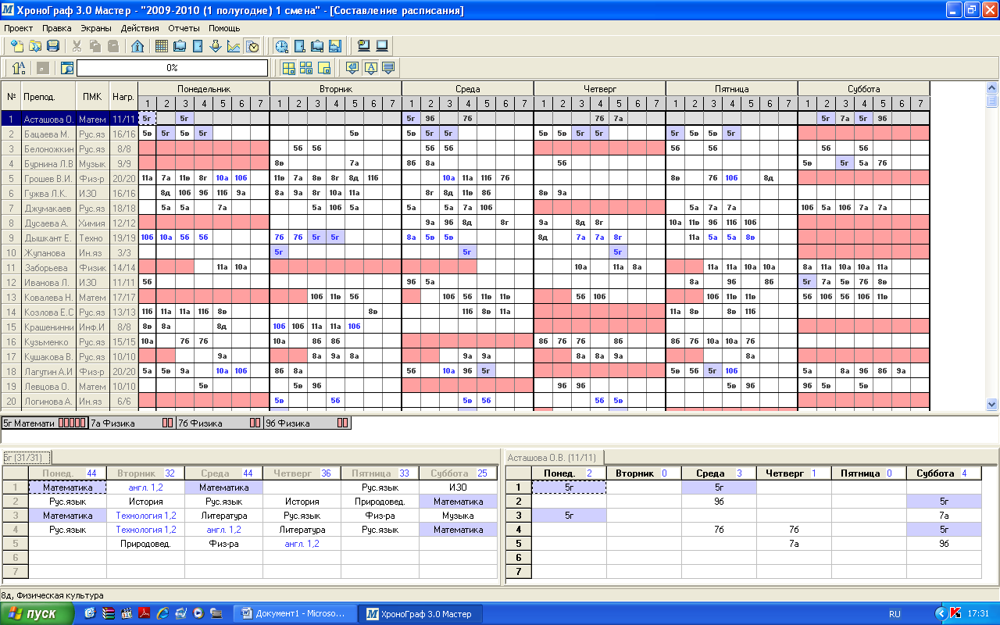 ХроноГраф 3.0 Мастер - "2009-2010 (1 полугодие) 1 смена" - [Составление расписания]
Проект Правка Экраны Действия Отчеты Помощь
0%
№ Препод. ПМК Нагр. Понедельник Вторник Среда Четверг Пятница Суббота
1 2 3 4 5 6 7 1 2 3 4 5 6 7 1 2 3 4 5 6 7 1 2 3 4 5 6 7 1 2 3 4 5 6 7 1 2 3 4 5 6 7
1 Асташова О. Матем 11/11 5г 5г 5г 9б 7б 7б 7а 5г 7а 5г 9б
2 Бацаева М. Рус.яз 16/16 5в 5г 5в 5г 5в 5в 5г 5г 5в 5в 5г 5г 5г 5в 5в 5г
3 Белоножкин Рус.яз 8/8 5б 5б 5б 5б 5б 5б 5б 5б
4 Бурнина Л.В Музык 9/9 8в 7а 8б 8а 5б 5в 5г 5а 7б
5 Грошев В.И. Физ-р 20/20 11а 7а 11в 8г 10а 10б 11в 7а 8в 8г 8д 11б 10а 11а 11б 7б 8в 7б 10б 8д
6 Гужва Л.К. ИЗО 16/16 8д 10б 9б 11б 9а 8а 9а 8г 10а 11а 8г 8д 11в 8б 8в 9а
7 Джумакаев Рус.яз 18/18 5а 5а 7а 5а 10б 5а 5а 5а 7а 10б 5а 7а 7а 10б 5а 10б 7а 7а
8 Дусаева А. Химия 12/12 9а 9б 8д 8г 9а 8д 8г 10а 11в 9б 11б 10б
9 Дышкант Е. Техно 19/19 10б 10а 5б 5б 7б 7б 5г 5г 8а 5в 5в 8д 7а 7а 8г 11а 5а 5а 8в
10 Жупанова Ин.яз 3/3 5г 5г 5г
11 Заборьева Физик 14/14 11а 10а 10а 11а 8а 11а 11а 10а 10а 8а 11а 10а 10а 11а
12 Иванова Л. ИЗО 11/11 5б 9б 5а 8а 9б 8б 5г 7а 5в 7б 8в
13 Ковалева Н. Матем 17/17 10б 11в 5б 10б 5б 11в 11в 5б 10б 10б 11в 11в 5б 10б 5б 10б 11в
14 Козлова Е.С Рус.яз 13/13 11б 11б 11а 11б 8в 8в 11б 8в 11а 11а 8в 8в 11б
15 Крашенинни Инф.И 8/8 8в 8а 8д 10б 10б 11а 11а 10б
16 Кузьменко Рус.яз 15/15 10а 7б 7б 10а 8б 8б 8б 7б 7б 8б 8б 7б 10а 10а 7б
17 Кушакова В. Рус.яз 10/10 9а 8а 9а 8а 9а 9а 8а 8а 9а 8а
18 Лагутин А.И Физ-р 20/20 5а 5в 9а 10а 10б 8б 8а 5б 10а 9б 5г 5в 5б 5г 10б 5а 8а 9б 8б 9а
19 Левцова О. Матем 10/10 5в 5в 9б 9б 9б 5в 9б 9б 5в 5в
20 Логинова А. Ин.яз 6/6 5в 5б 5в 5б 5б 5в
5г Математи 7а Физика 7б Физика 9б Физика
5г (31/31) Асташова О.В. (11/11)
Понед. 44 Вторник 32 Среда 44 Четверг 36 Пятница 33 Суббота 25
1 Математика англ. 1,2 Математика Рус.язык ИЗО
2 Рус.язык История Рус.язык История Природовед. Математика
3 Математика Технология 1,2 Литература Рус.язык Физ-ра Музыка
4 Рус.язык Технология 1,2 англ. 1,2 Литература Рус.язык Математика
5 Природовед. Физ-ра англ. 1,2
6
7
Понед. 2 Вторник 0 Среда 3 Четверг 1 Пятница 0 Суббота 4
1 5г 5г
2 9б 5г
3 5г 7а
4 7б 7б 5г
5 7а 9б
6
7
8д, Физическая культура
пуск Документ1 - Microso... ХроноГраф 3.0 Мастер RU 17:31